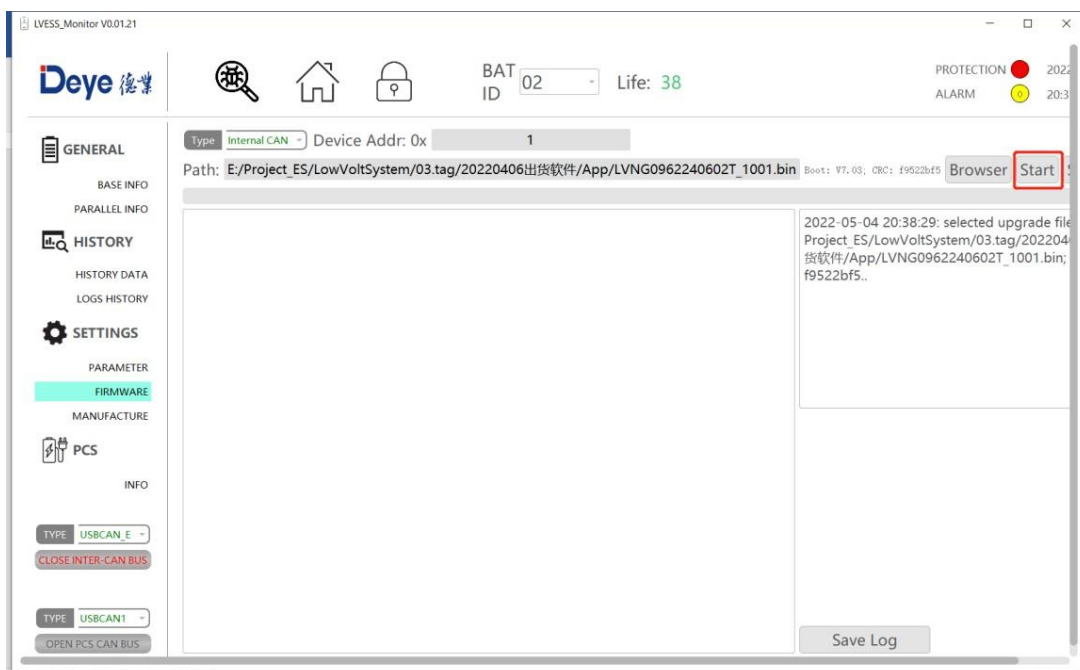 LVESS_Monitor V0.01.21
Deye 德業
BAT ID 02
Life: 38
PROTECTION 2022
ALARM 0 20:3
GENERAL
BASE INFO
PARALLEL INFO
HISTORY
HISTORY DATA
LOGS HISTORY
SETTINGS
PARAMETER
FIRMWARE
MANUFACTURE
PCS
INFO
TYPE USBCAN_E
CLOSE INTER-CAN BUS
TYPE USBCAN1
OPEN PCS CAN BUS
Type Internal CAN Device Addr: 0x 1
Path: E:/Project_ES/LowVoltSystem/03.tag/20220406出货软件/App/LVNG0962240602T_1001.bin Boot: V7.03; CRC: f9522bf5 Browser Start
2022-05-04 20:38:29: selected upgrade file
Project_ES/LowVoltSystem/03.tag/202204
货软件/App/LVNG0962240602T_1001.bin;
f9522bf5..
Save Log